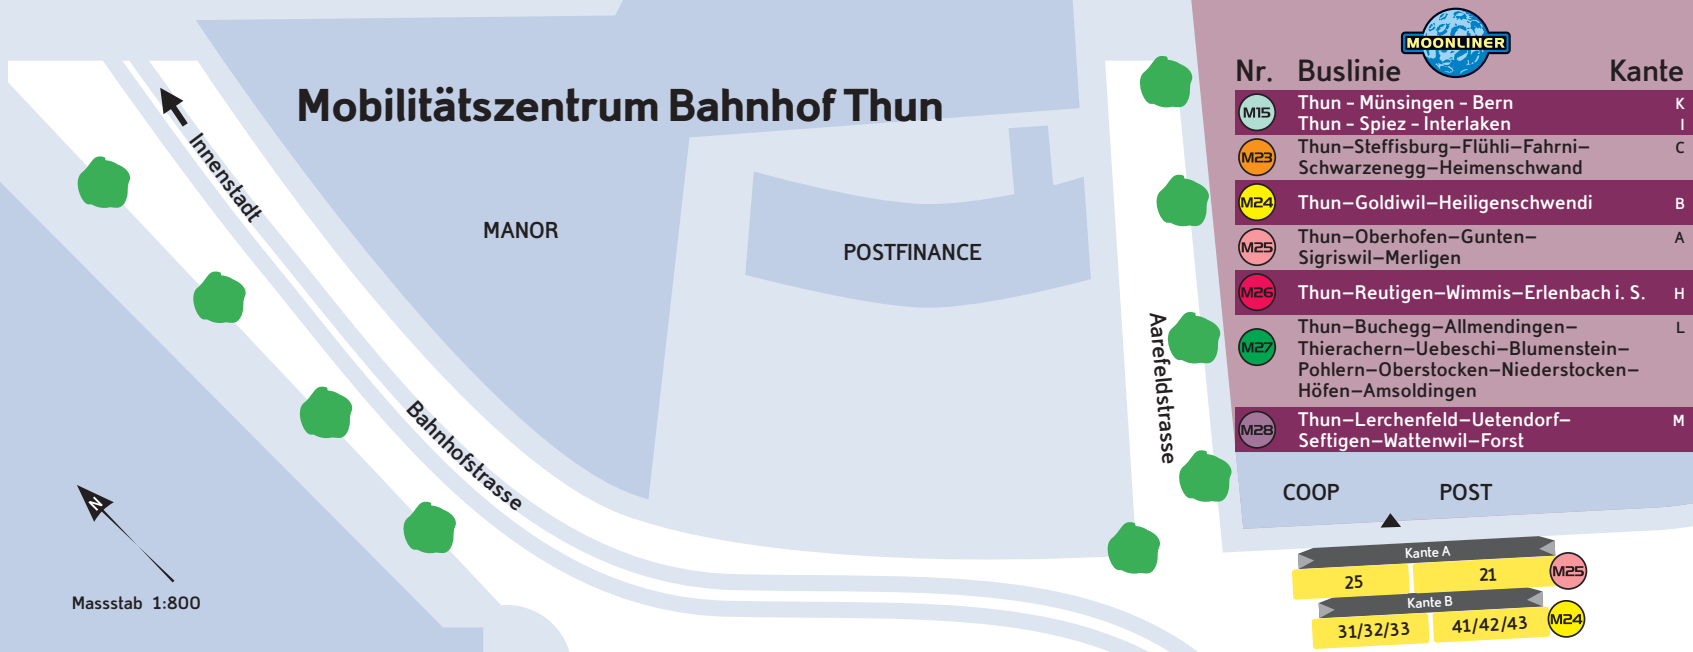 Mobilitätszentrum Bahnhof Thun
Innenstadt
MANOR
POSTFINANCE
Bahnhofstrasse
Aarefeldstrasse
N
Massstab 1:800
MOONLINER
Nr. Buslinie Kante
M15 Thun - Münsingen - Bern K
Thun - Spiez - Interlaken I
M23 Thun–Steffisburg–Flühli–Fahrni– C
Schwarzenegg–Heimenschwand
M24 Thun–Goldiwil–Heiligenschwendi B
M25 Thun–Oberhofen–Gunten– A
Sigriswil–Merligen
M26 Thun–Reutigen–Wimmis–Erlenbach i. S. H
M27 Thun–Buchegg–Allmendingen– L
Thierachern–Uebeschi–Blumenstein–
Pohlern–Oberstocken–Niederstocken–
Höfen–Amsoldingen
M28 Thun–Lerchenfeld–Uetendorf– M
Seftigen–Wattenwil–Forst
COOP POST
Kante A
25 21 M25
Kante B
31/32/33 41/42/43 M24